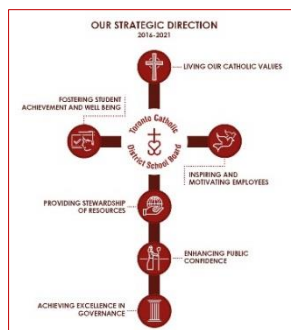 OUR STRATEGIC DIRECTION
2016-2021
LIVING OUR CATHOLIC VALUES
FOSTERING STUDENT
ACHIEVEMENT AND WELL BEING
Toronto Catholic
District School Board
INSPIRING AND
MOTIVATING EMPLOYEES
PROVIDING STEWARDSHIP
OF RESOURCES
ENHANCING PUBLIC
CONFIDENCE
ACHIEVING EXCELLENCE IN
GOVERNANCE